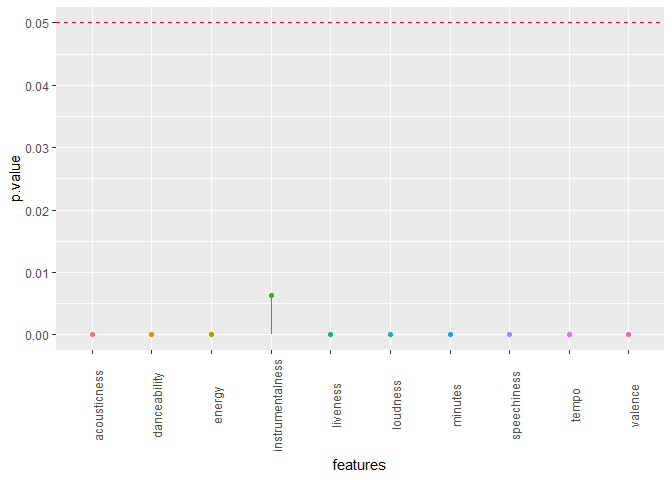 0.05
0.04
0.03
0.02
0.01
0.00
p.value
acousticness
danceability
energy
instrumentalness
liveness
loudness
minutes
speechiness
tempo
valence
features